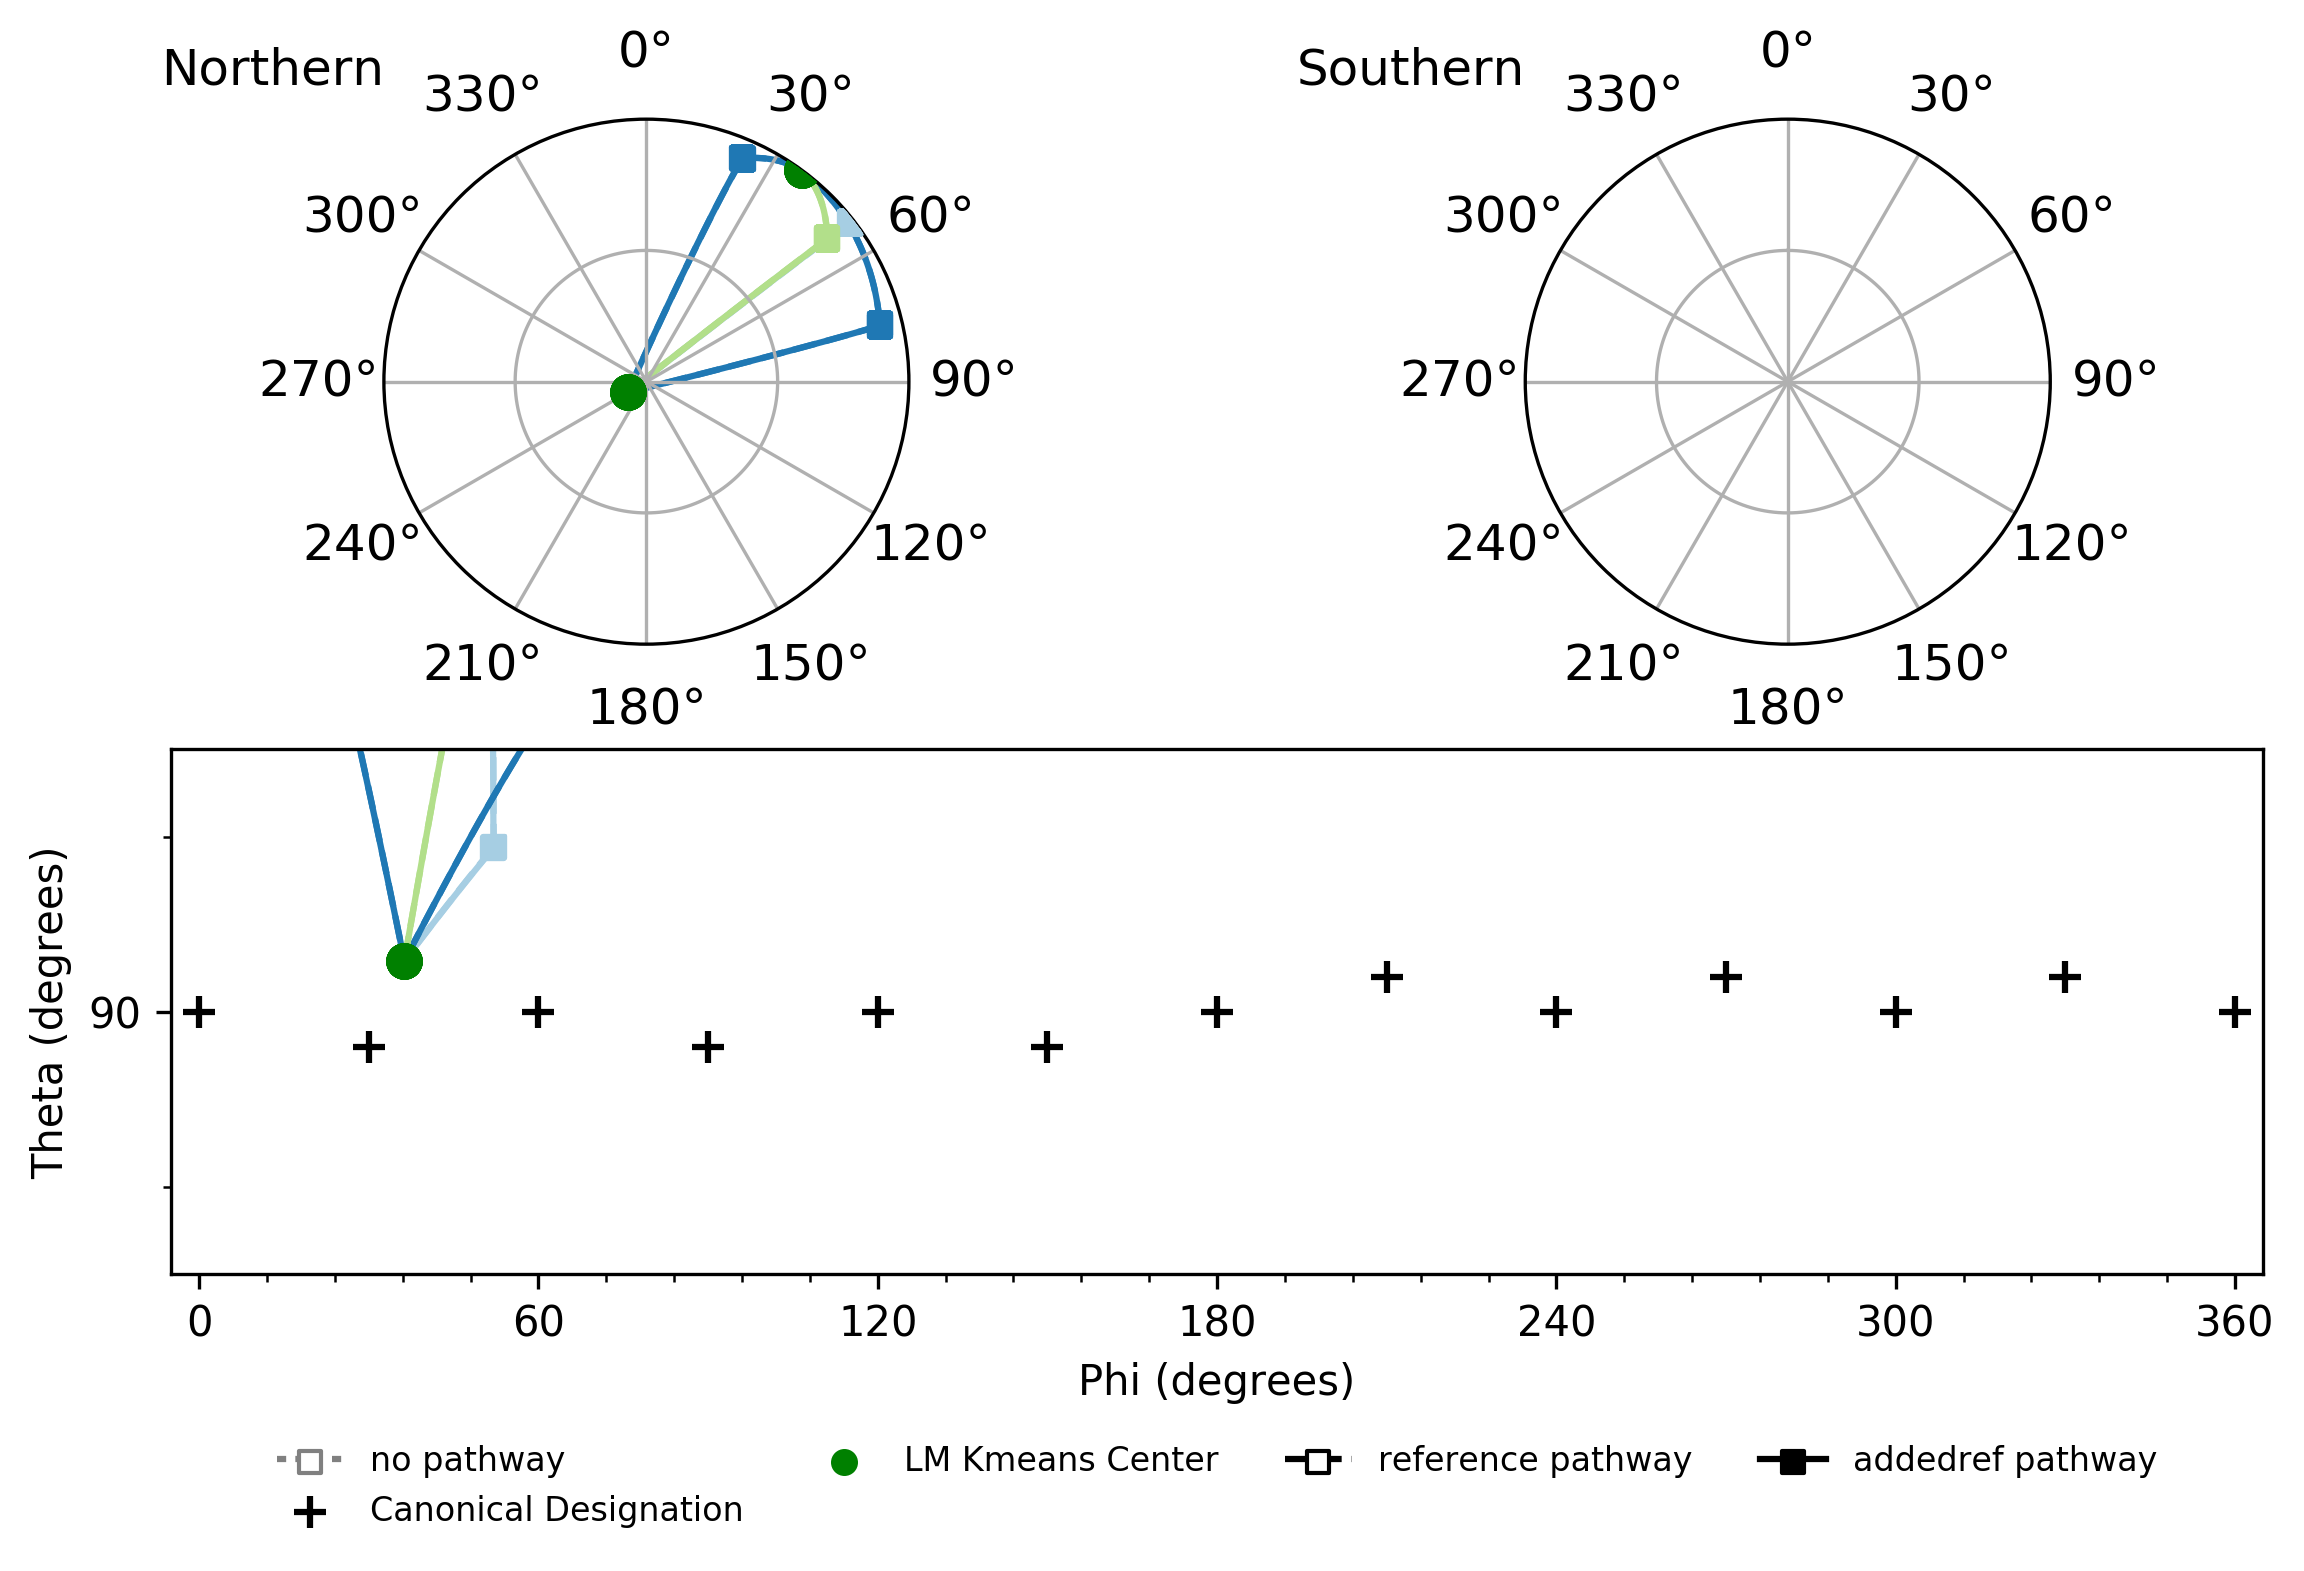 Northern
0°
30°
60°
90°
120°
150°
180°
210°
240°
270°
300°
330°
Southern
0°
30°
60°
90°
120°
150°
180°
210°
240°
270°
300°
330°
Theta (degrees)
90
0 60 120 180 240 300 360
Phi (degrees)
no pathway
Canonical Designation
LM Kmeans Center
reference pathway
addedref pathway